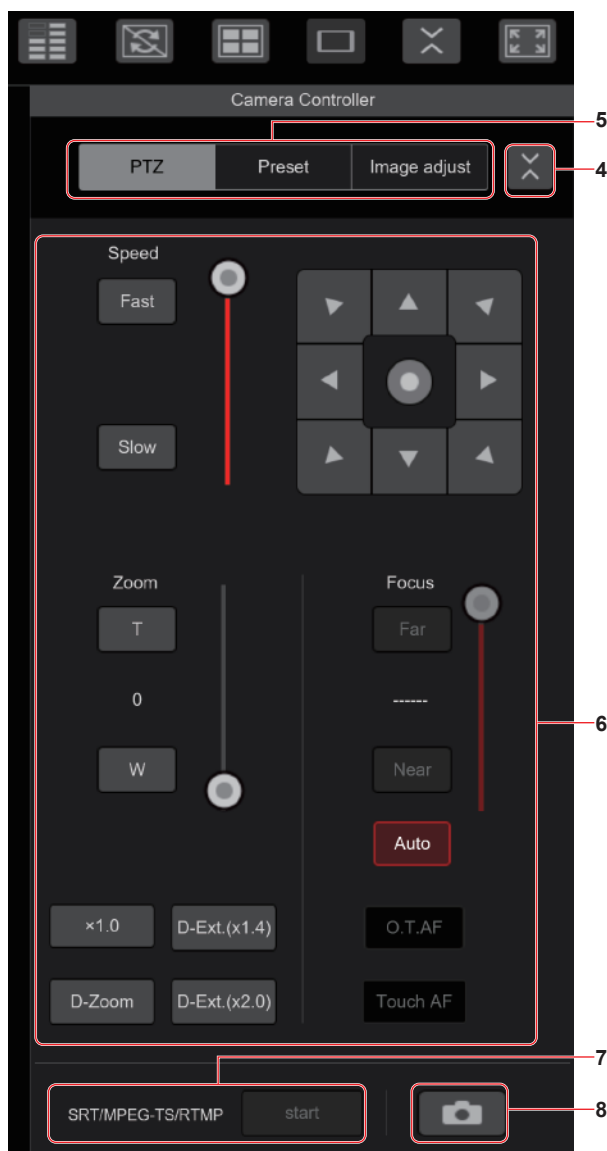 Camera Controller
5
PTZ Preset Image adjust
4
Speed
Fast
Slow
Zoom Focus
T Far
0 ------
6
W Near
Auto
×1.0 D-Ext.(x1.4) O.T.AF
D-Zoom D-Ext.(x2.0) Touch AF
7
SRT/MPEG-TS/RTMP start
8